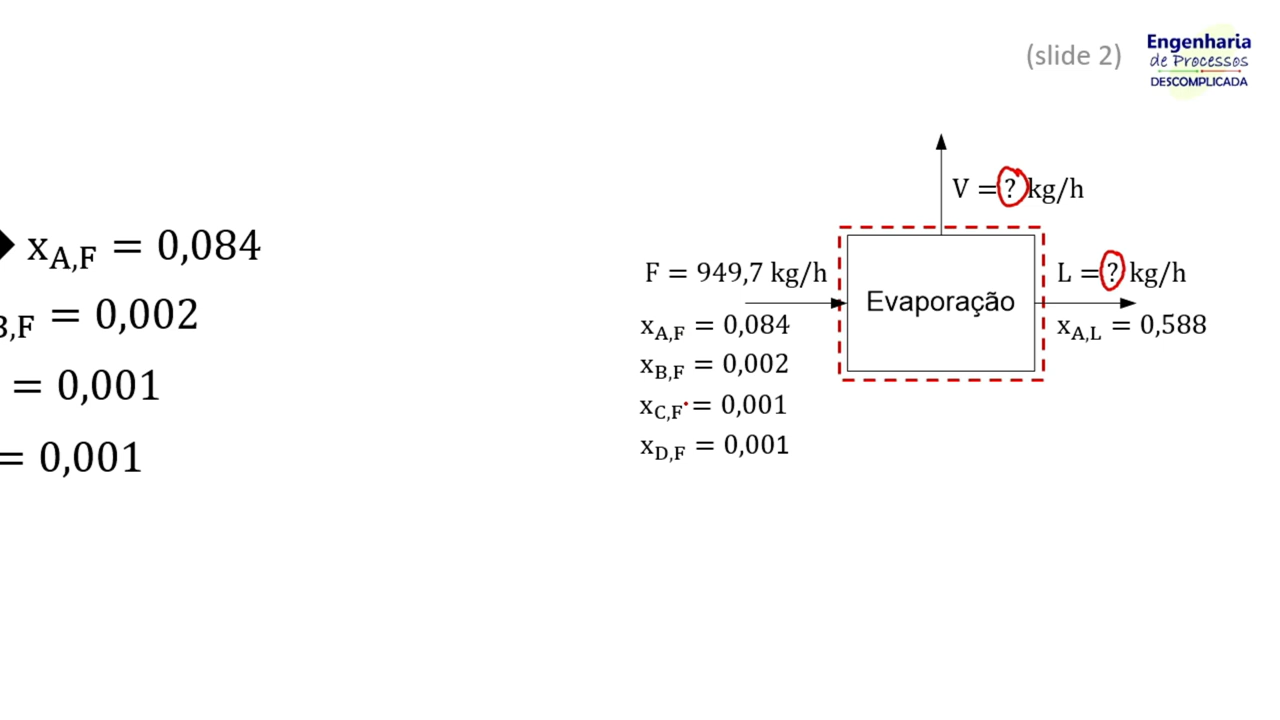 (slide 2)
Engenharia
de Processos
DESCOMPLICADA
x_A,F = 0,084
B,F = 0,002
= 0,001
= 0,001
V = ? kg/h
F = 949,7 kg/h
x_A,F = 0,084
x_B,F = 0,002
x_C,F = 0,001
x_D,F = 0,001
Evaporação
L = ? kg/h
x_A,L = 0,588